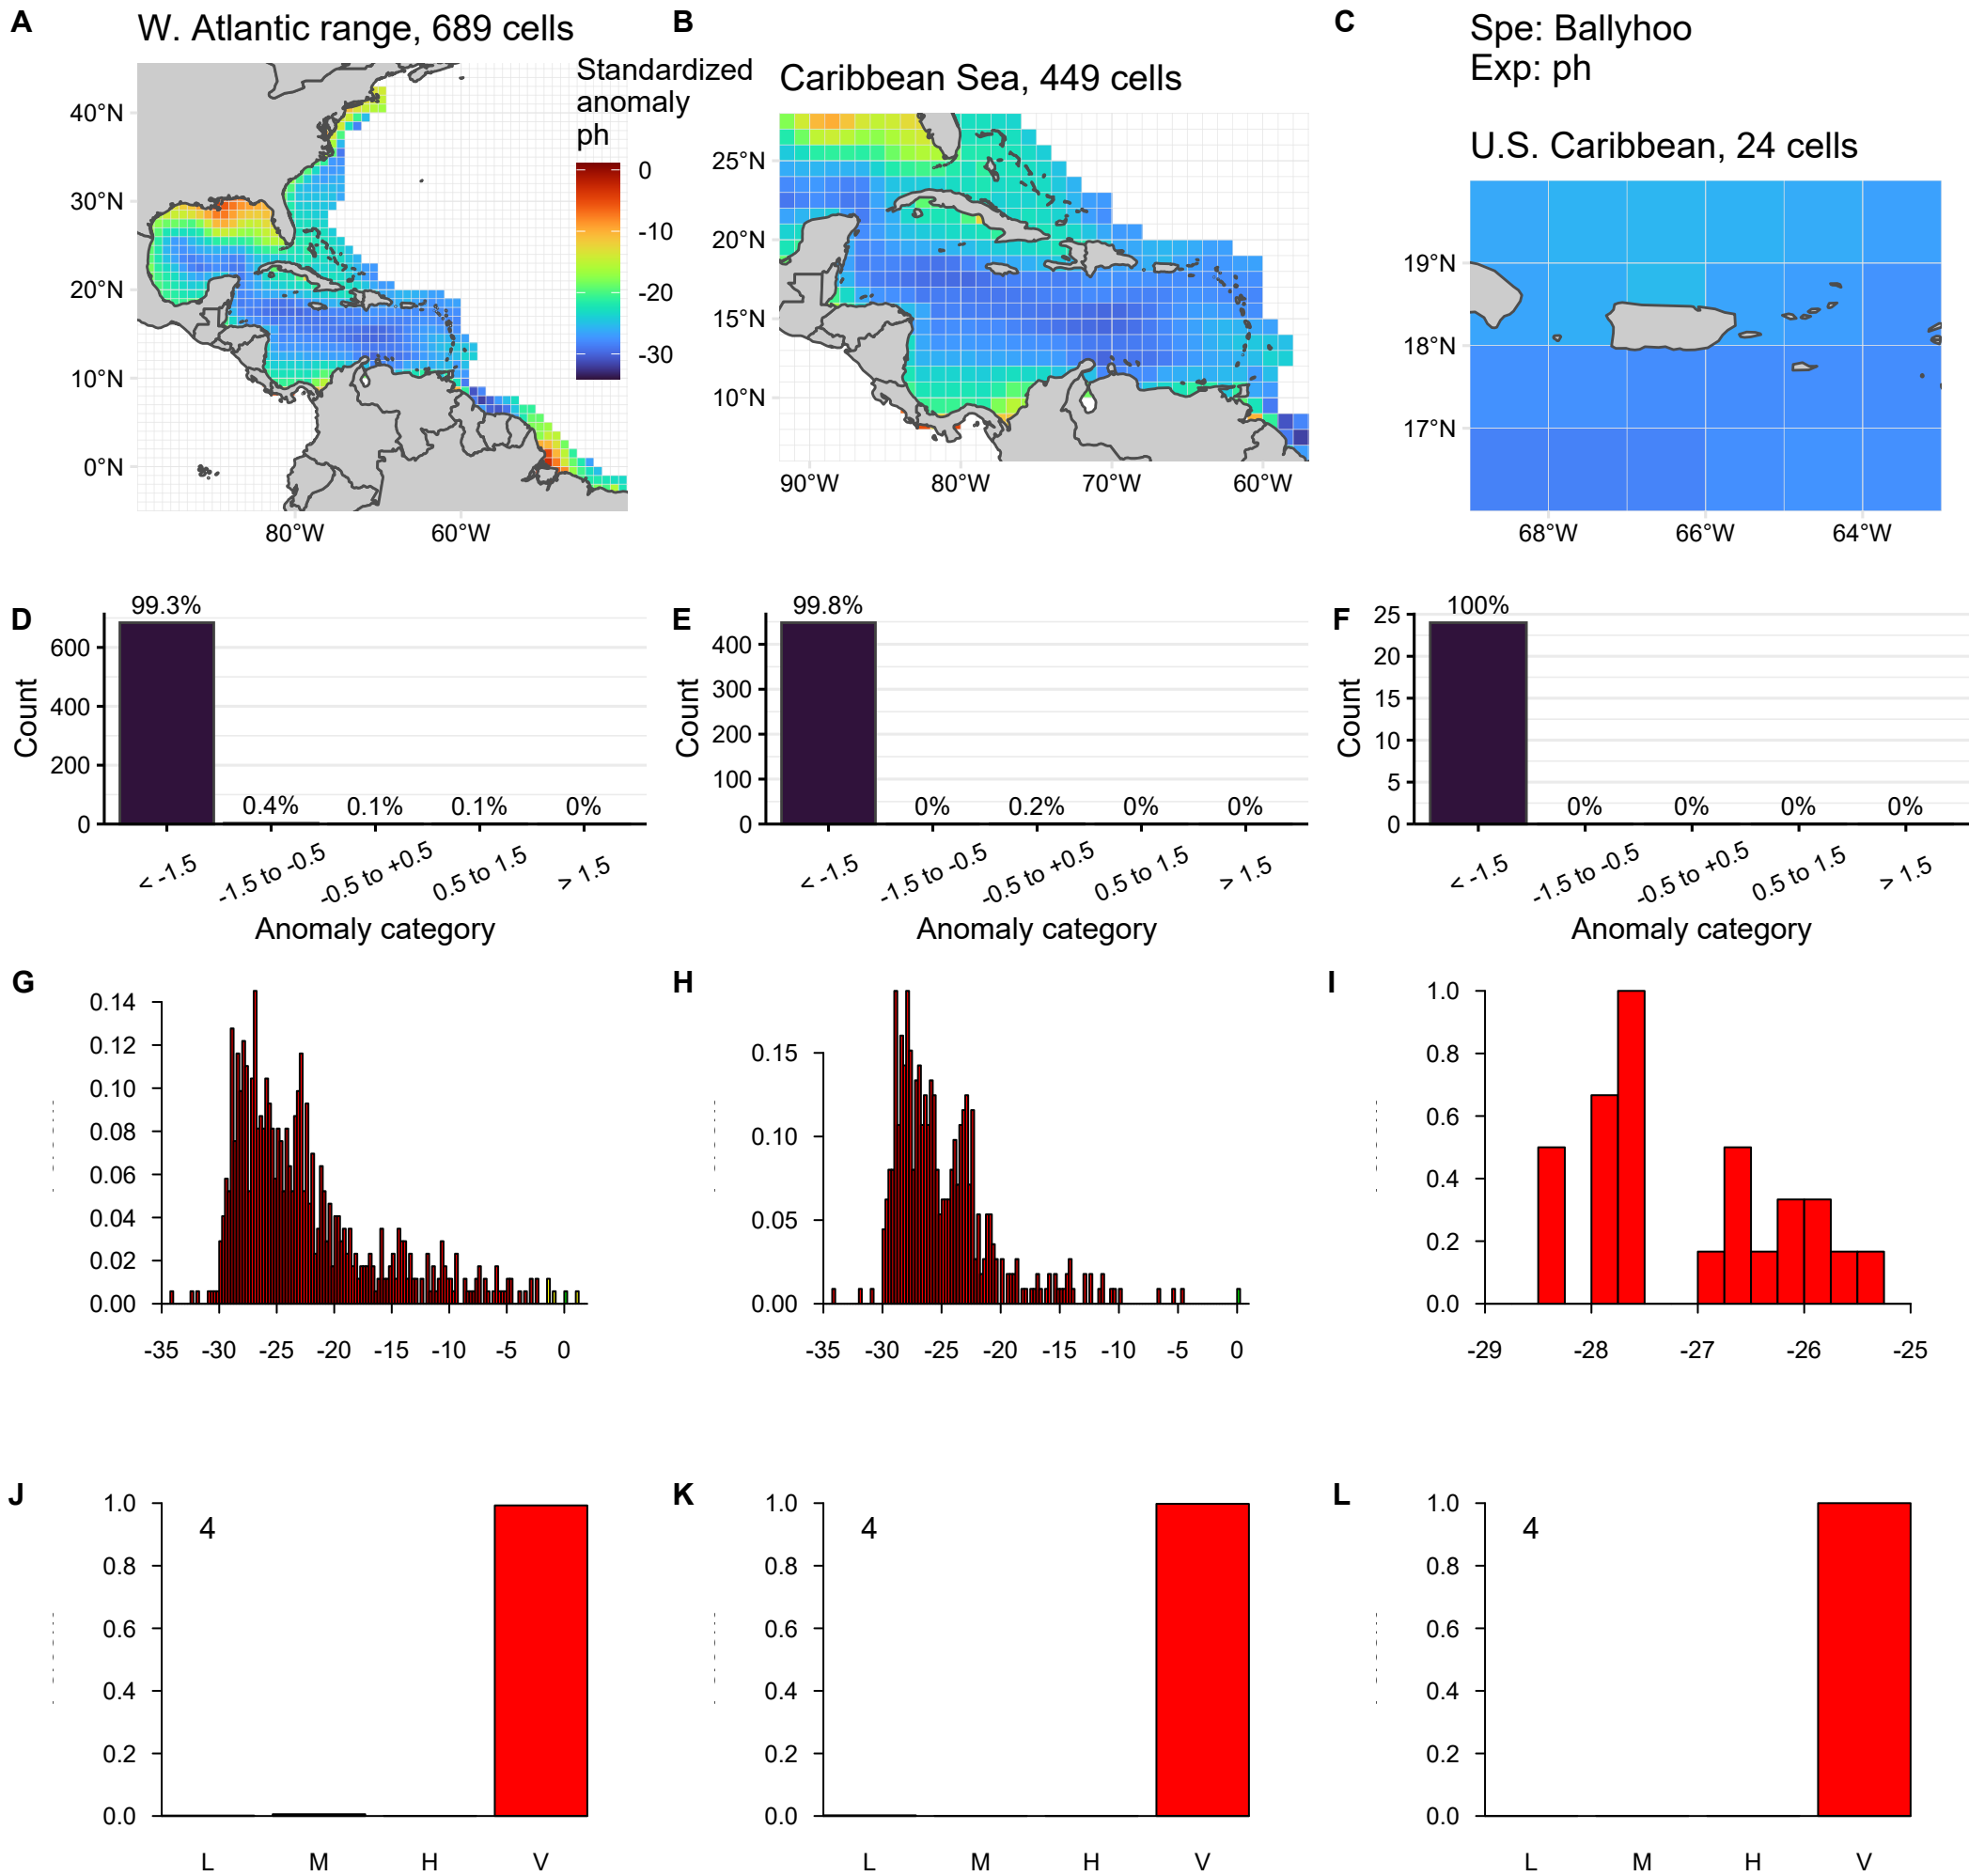 A
W. Atlantic range, 689 cells
Standardized
anomaly
ph
0
-10
-20
-30
40°N
30°N
20°N
10°N
0°N
80°W
60°W
B
Caribbean Sea, 449 cells
25°N
20°N
15°N
10°N
90°W
80°W
70°W
60°W
C
Spe: Ballyhoo
Exp: ph
U.S. Caribbean, 24 cells
19°N
18°N
17°N
68°W
66°W
64°W
D
99.3%
0.4%
0.1%
0.1%
0%
Count
600
400
200
0
< -1.5
-1.5 to -0.5
-0.5 to +0.5
0.5 to 1.5
> 1.5
Anomaly category
E
99.8%
0%
0.2%
0%
0%
Count
400
300
200
100
0
< -1.5
-1.5 to -0.5
-0.5 to +0.5
0.5 to 1.5
> 1.5
Anomaly category
F
100%
0%
0%
0%
0%
Count
25
20
15
10
5
0
< -1.5
-1.5 to -0.5
-0.5 to +0.5
0.5 to 1.5
> 1.5
Anomaly category
G
0.14
0.12
0.10
0.08
0.06
0.04
0.02
0.00
-35
-30
-25
-20
-15
-10
-5
0
H
0.15
0.10
0.05
0.00
-35
-30
-25
-20
-15
-10
-5
0
I
1.0
0.8
0.6
0.4
0.2
0.0
-29
-28
-27
-26
-25
J
4
1.0
0.8
0.6
0.4
0.2
0.0
L
M
H
V
K
4
1.0
0.8
0.6
0.4
0.2
0.0
L
M
H
V
L
4
1.0
0.8
0.6
0.4
0.2
0.0
L
M
H
V